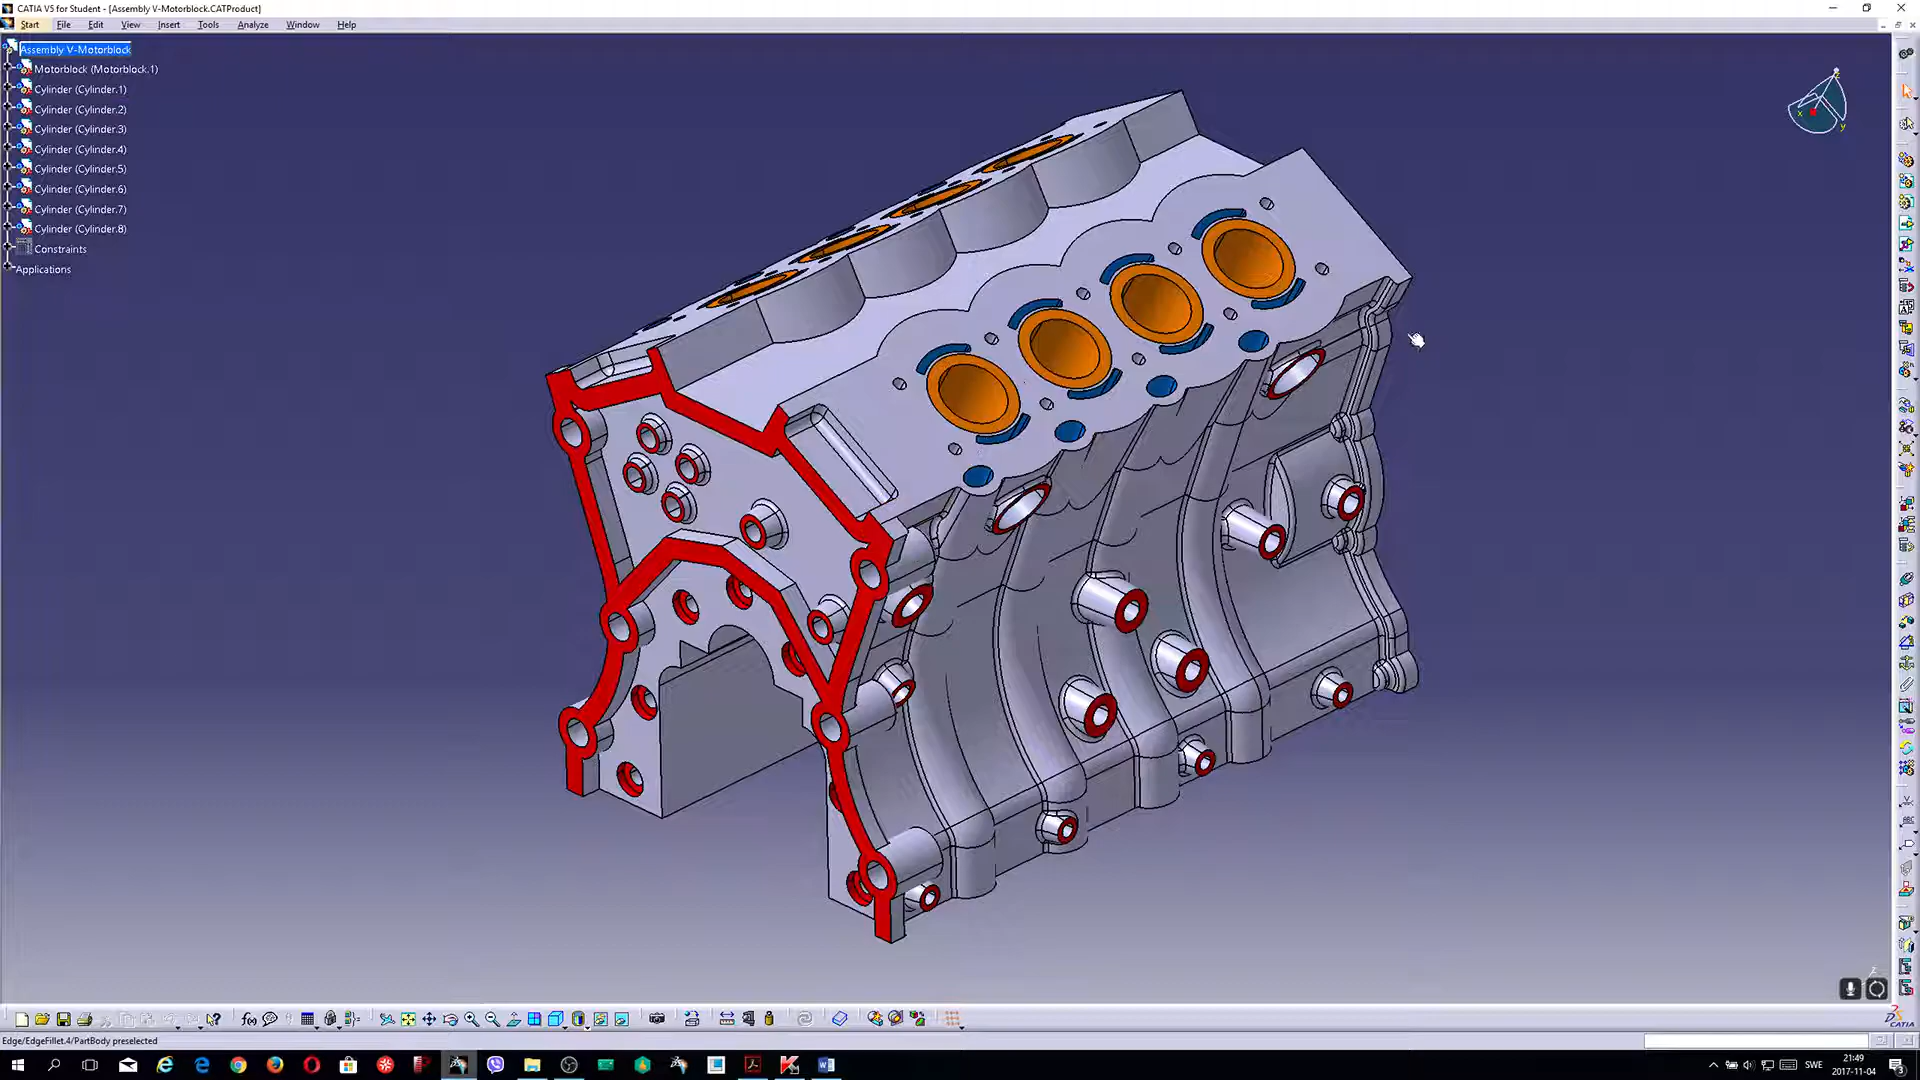 CATIA V5 for Student - [Assembly V-Motorblock.CATProduct]
Start File Edit View Insert Tools Analyze Window Help
Assembly V-Motorblock
Motorblock (Motorblock.1)
Cylinder (Cylinder.1)
Cylinder (Cylinder.2)
Cylinder (Cylinder.3)
Cylinder (Cylinder.4)
Cylinder (Cylinder.5)
Cylinder (Cylinder.6)
Cylinder (Cylinder.7)
Cylinder (Cylinder.8)
Constraints
Applications
z
x
y
f(x)
CATIA
Edge/EdgeFillet.4/PartBody preselected
SWE
21:49
2017-11-04